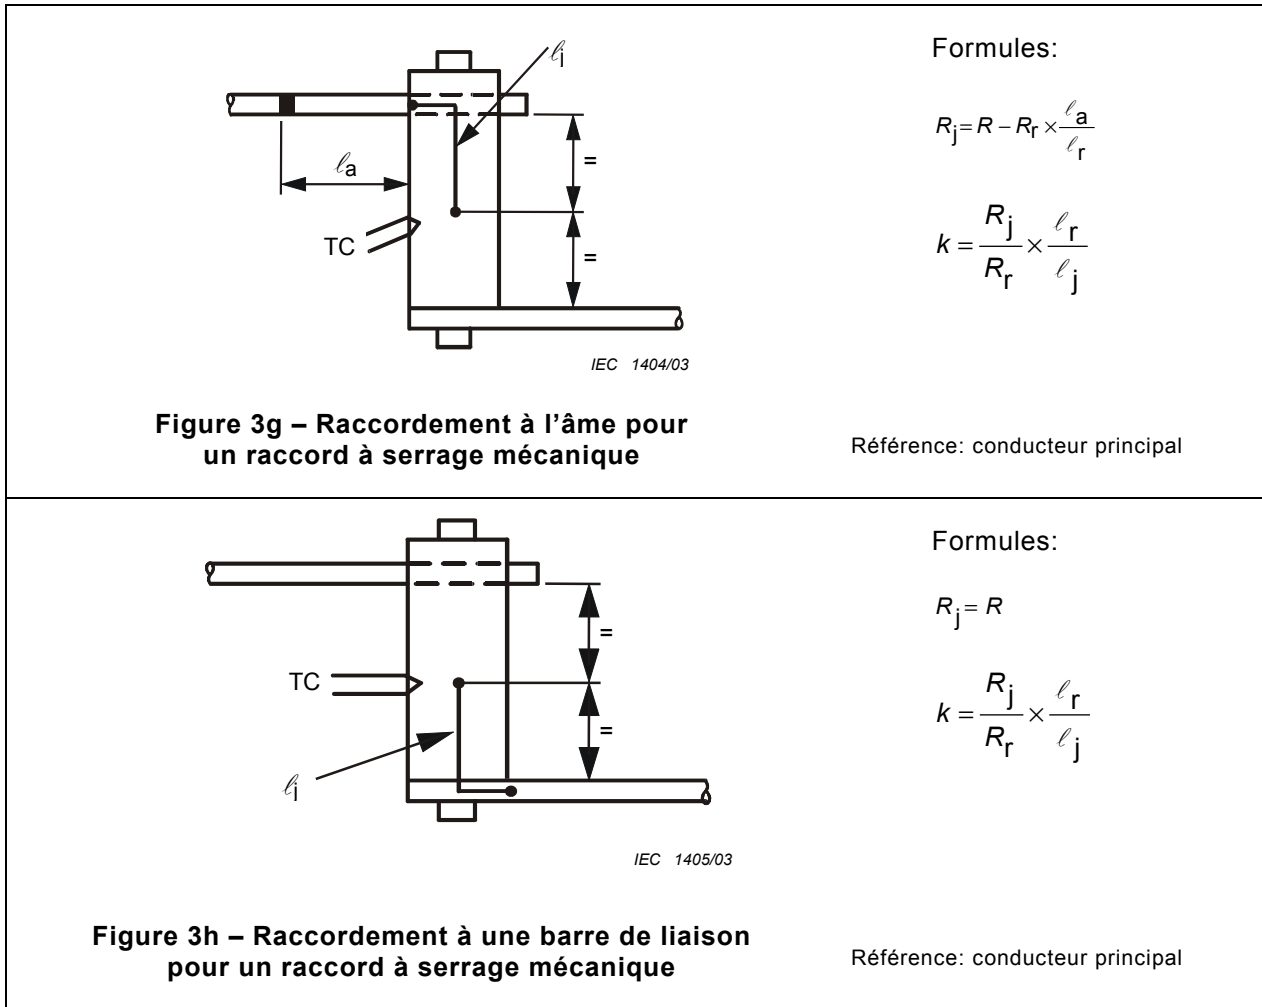 Formules:
ℓj
Rj = R – Rr × ℓa / ℓr
ℓa
=
k = Rj / Rr × ℓr / ℓj
TC
=
IEC 1404/03
Figure 3g – Raccordement à l'âme pour
un raccord à serrage mécanique
Référence: conducteur principal
Formules:
Rj = R
=
TC
k = Rj / Rr × ℓr / ℓj
=
ℓj
IEC 1405/03
Figure 3h – Raccordement à une barre de liaison
pour un raccord à serrage mécanique
Référence: conducteur principal